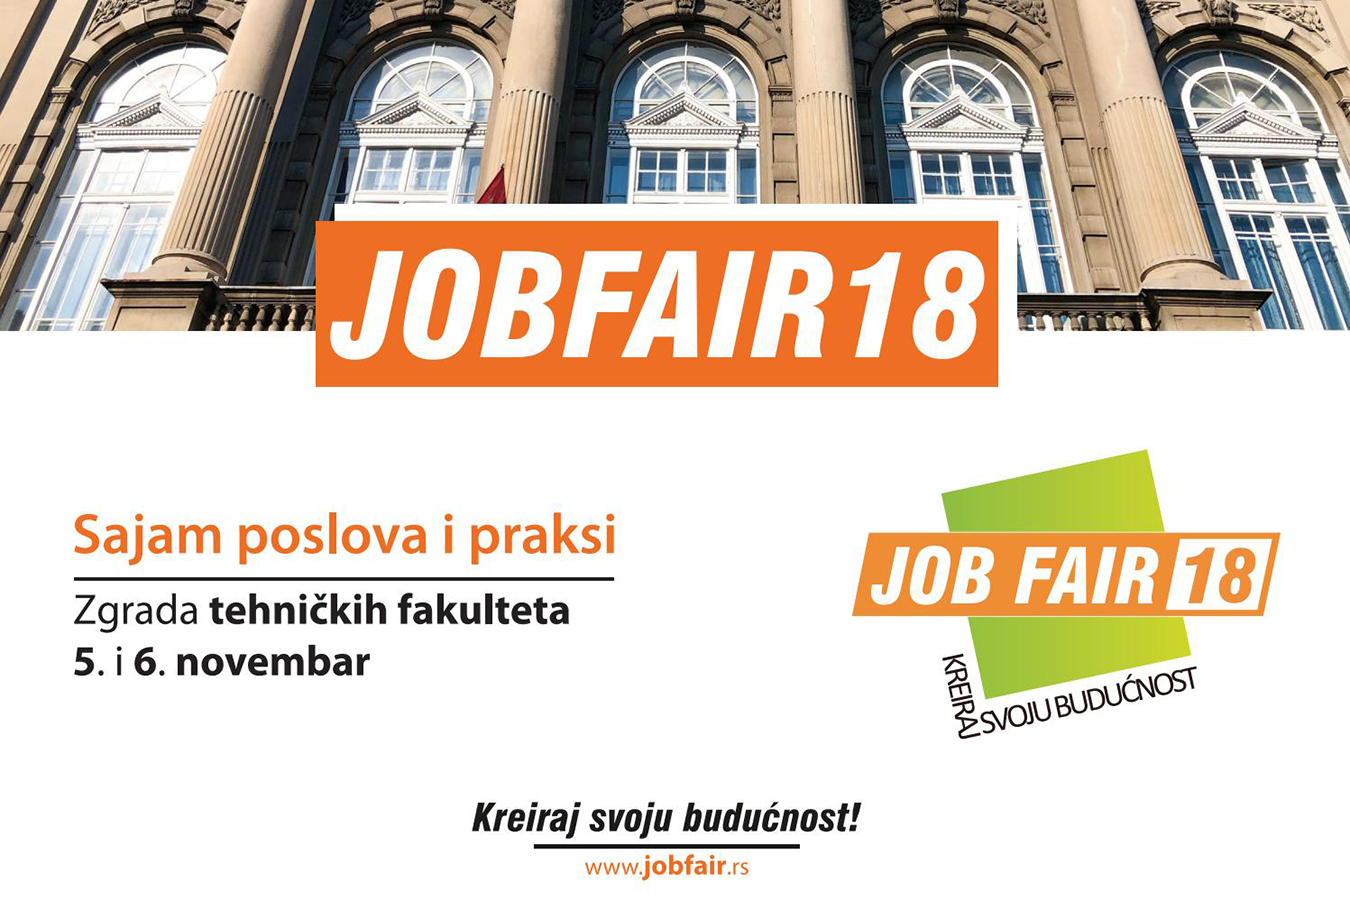 JOBFAIR18
Sajam poslova i praksi
Zgrada tehničkih fakulteta
5. i 6. novembar
JOB FAIR 18
KREIRAJ
SVOJU BUDUĆNOST
Kreiraj svoju budućnost!
www.jobfair.rs